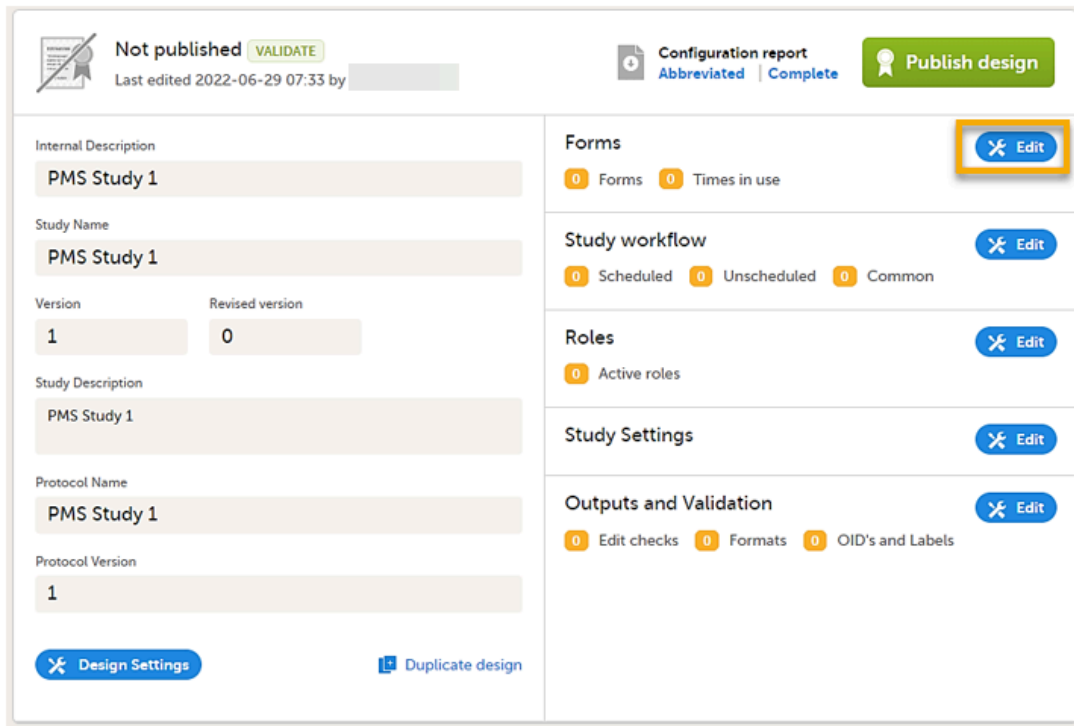 Not published VALIDATE
Last edited 2022-06-29 07:33 by
Configuration report
Abbreviated | Complete
Publish design
Internal Description
PMS Study 1
Study Name
PMS Study 1
Version Revised version
1 0
Study Description
PMS Study 1
Protocol Name
PMS Study 1
Protocol Version
1
Design Settings
Duplicate design
Forms
Edit
0 Forms 0 Times in use
Study workflow
Edit
0 Scheduled 0 Unscheduled 0 Common
Roles
Edit
0 Active roles
Study Settings
Edit
Outputs and Validation
Edit
0 Edit checks 0 Formats 0 OID's and Labels